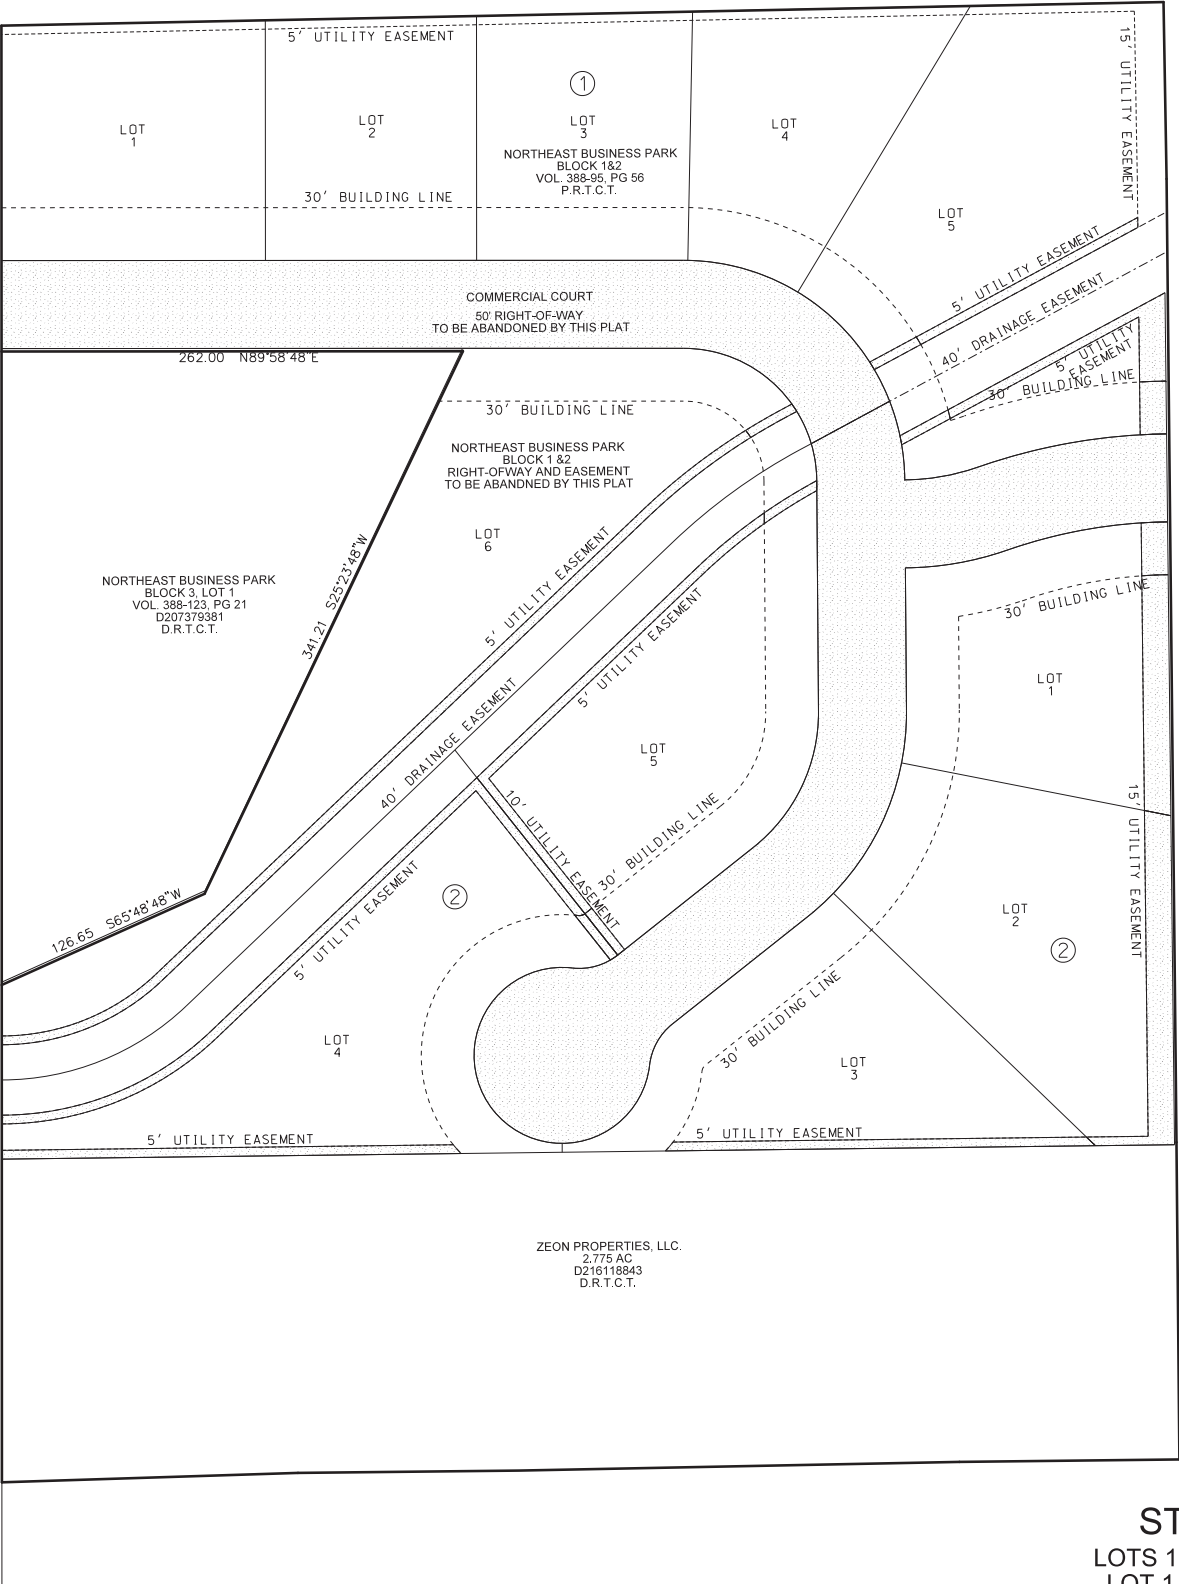 5' UTILITY EASEMENT
15' UTILITY EASEMENT
1
LOT
1
LOT
2
LOT
3
LOT
4
NORTHEAST BUSINESS PARK
BLOCK 1&2
VOL. 388-95, PG 56
P.R.T.C.T.
30' BUILDING LINE
LOT
5
5' UTILITY EASEMENT
40' DRAINAGE EASEMENT
COMMERCIAL COURT
50' RIGHT-OF-WAY
TO BE ABANDONED BY THIS PLAT
5' UTILITY
EASEMENT
262.00 N89°58'48"E
30' BUILDING LINE
30' BUILDING LINE
NORTHEAST BUSINESS PARK
BLOCK 1 &2
RIGHT-OFWAY AND EASEMENT
TO BE ABANDNED BY THIS PLAT
LOT
6
5' UTILITY EASEMENT
341.21 S25°23'48"W
NORTHEAST BUSINESS PARK
BLOCK 3, LOT 1
VOL. 388-123, PG 21
D207379381
D.R.T.C.T.
5' UTILITY EASEMENT
30' BUILDING LINE
LOT
1
40' DRAINAGE EASEMENT
LOT
5
10' UTILITY EASEMENT
30' BUILDING LINE
15' UTILITY EASEMENT
5' UTILITY EASEMENT
2
126.65 S65°48'48"W
LOT
2
2
30' BUILDING LINE
LOT
4
LOT
3
5' UTILITY EASEMENT
5' UTILITY EASEMENT
ZEON PROPERTIES, LLC.
2.775 AC
D216118843
D.R.T.C.T.
ST
LOTS 1
LOT 1